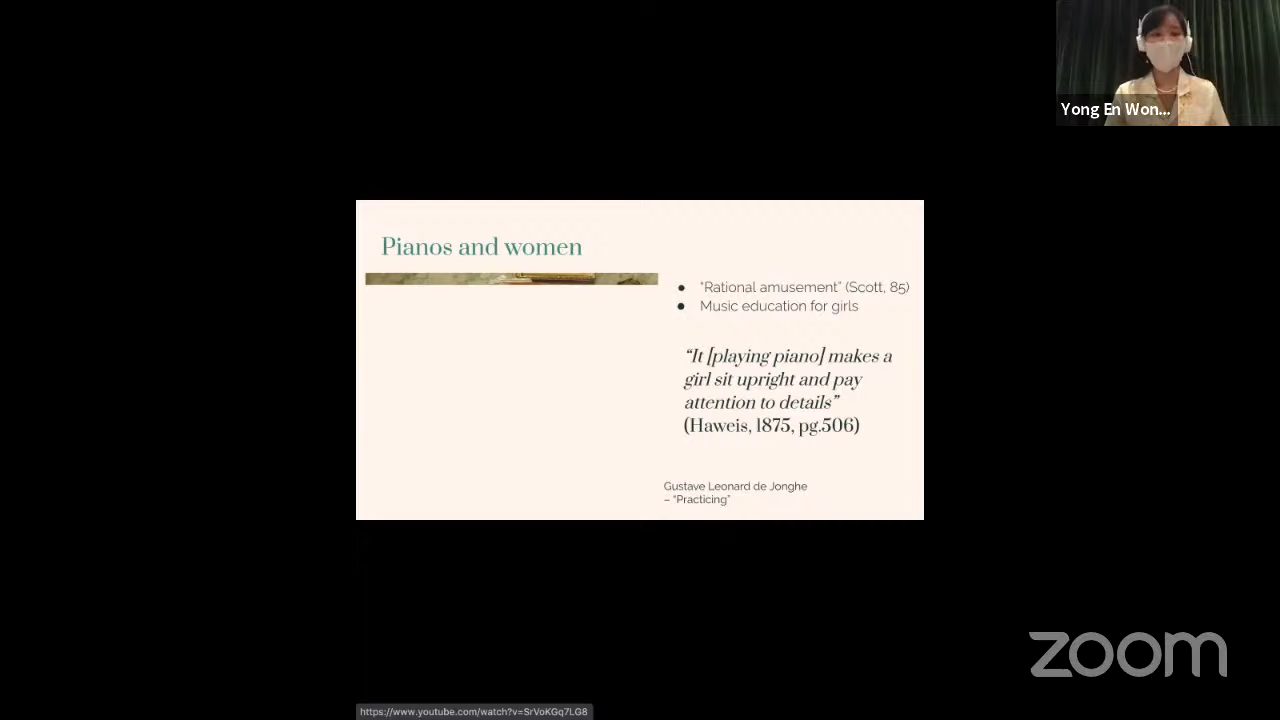 Yong En Won...
Pianos and women
"Rational amusement" (Scott, 85)
Music education for girls
"It [playing piano] makes a
girl sit upright and pay
attention to details"
(Haweis, 1875, pg.506)
Gustave Leonard de Jonghe
– "Practicing"
zoom
https://www.youtube.com/watch?v=SrVoKGq7LG8